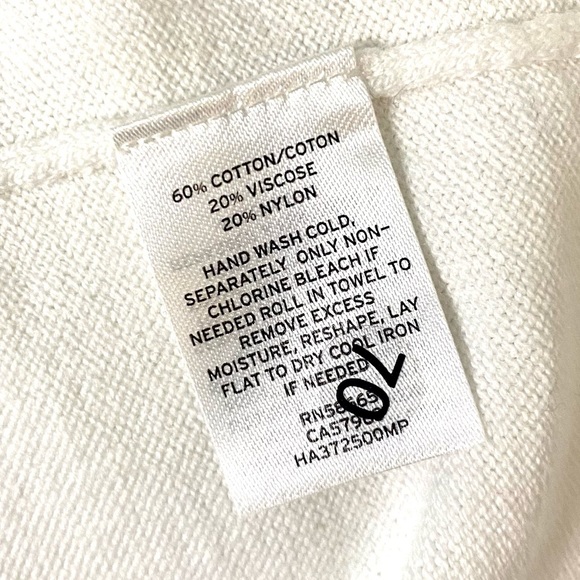 60% COTTON/COTON
20% VISCOSE
20% NYLON
HAND WASH COLD,
SEPARATELY ONLY NON-
CHLORINE BLEACH IF
NEEDED ROLL IN TOWEL TO
REMOVE EXCESS
MOISTURE, RESHAPE, LAY
FLAT TO DRY COOL IRON
IF NEEDED
HA372500MP